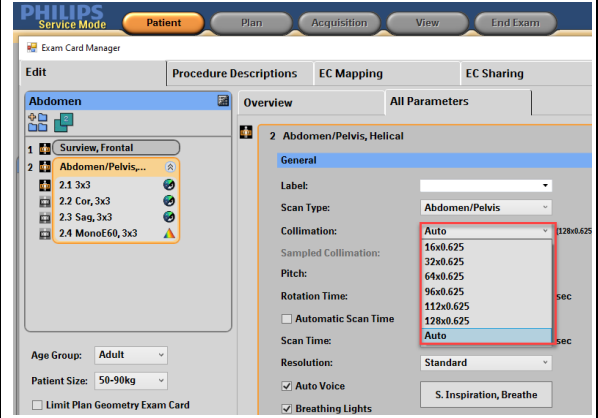 PHILIPS
Service Mode
Patient
Plan
Acquisition
View
End Exam
Exam Card Manager
Edit
Procedure Descriptions
EC Mapping
EC Sharing
Abdomen
Overview
All Parameters
1 Surview, Frontal
2 Abdomen/Pelvis,...
2.1 3x3
2.2 Cor, 3x3
2.3 Sag, 3x3
2.4 MonoE60, 3x3
Age Group: Adult
Patient Size: 50-90kg
Limit Plan Geometry Exam Card
2 Abdomen/Pelvis, Helical
General
Label:
Scan Type: Abdomen/Pelvis
Collimation: Auto (128x0.625
Sampled Collimation:
Pitch:
Rotation Time: sec
Automatic Scan Time
Scan Time: sec
16x0.625
32x0.625
64x0.625
96x0.625
112x0.625
128x0.625
Auto
Resolution: Standard
Auto Voice
S. Inspiration, Breathe
Breathing Lights